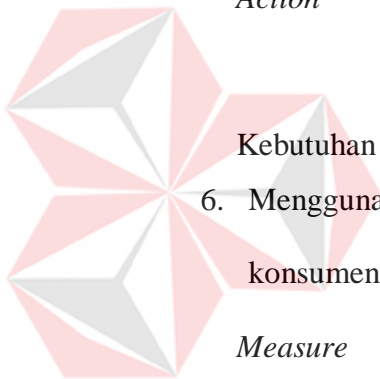 Action
Kebutuhan
6. Mengguna
konsumen
Measure